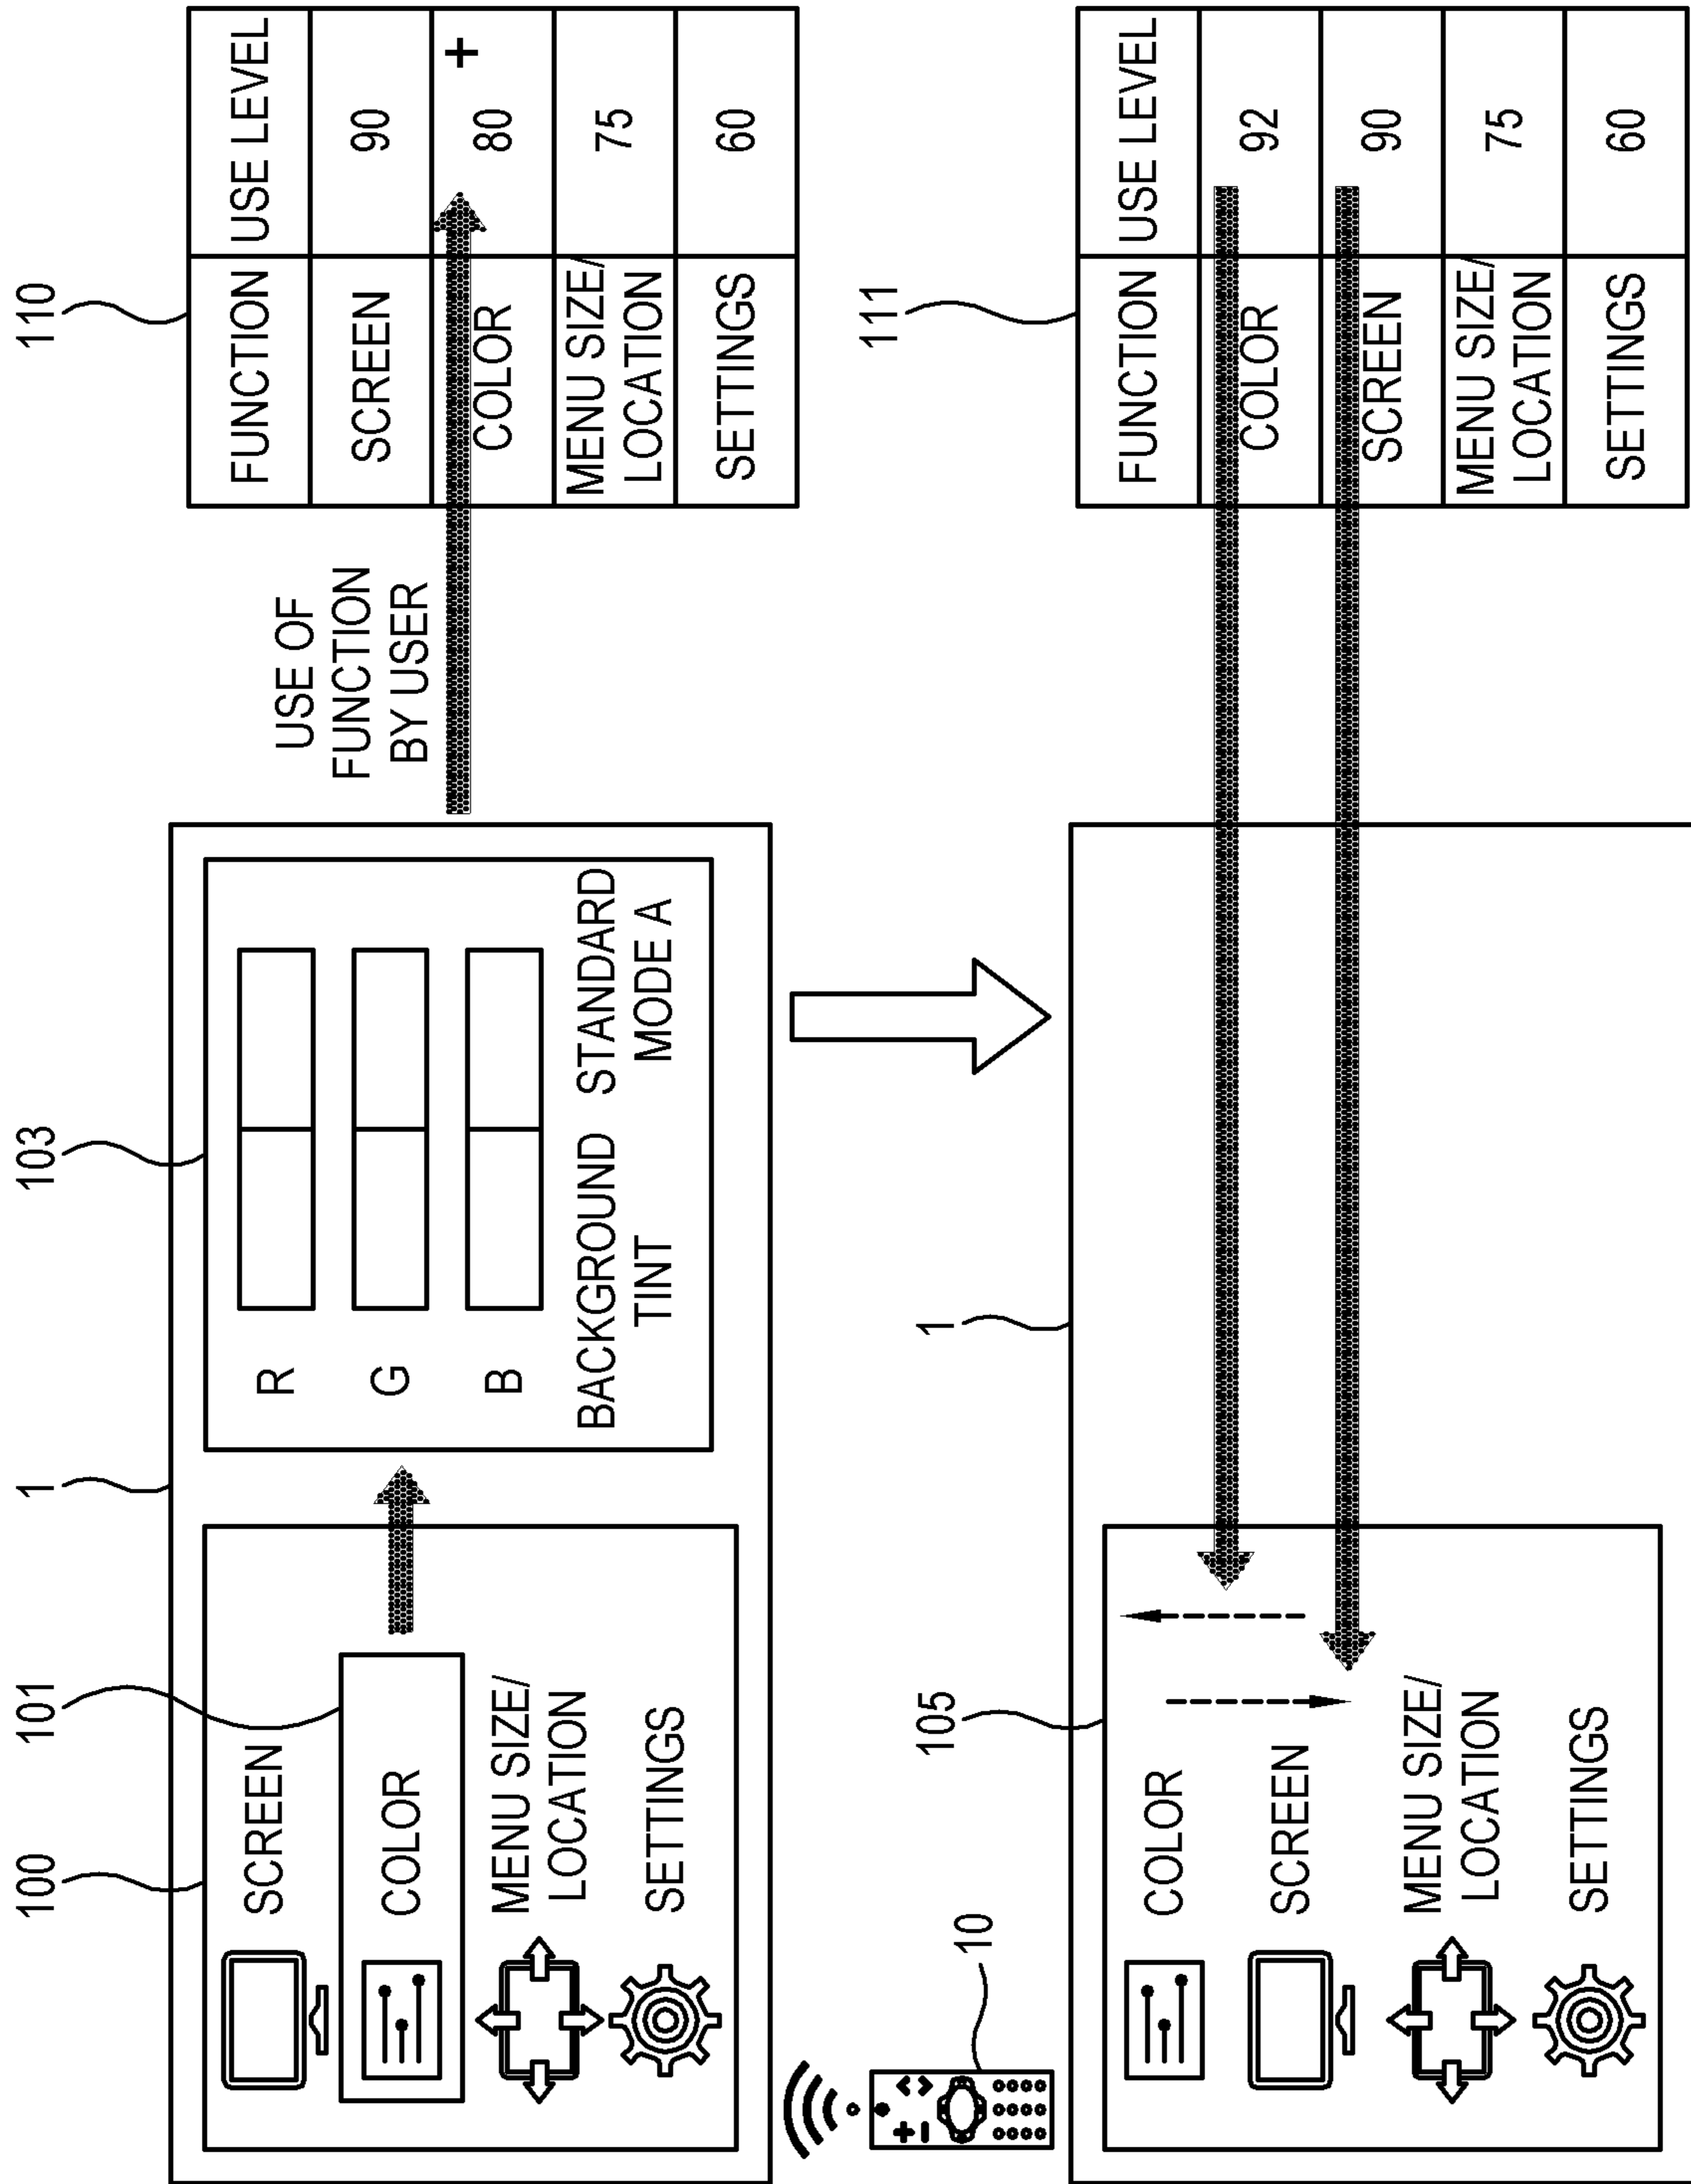 100
101
1
103
110
SCREEN
COLOR
MENU SIZE/
LOCATION
SETTINGS
R
G
B
BACKGROUND STANDARD
TINT MODE A
USE OF
FUNCTION
BY USER
FUNCTION USE LEVEL
SCREEN 90
COLOR 80 +
MENU SIZE/
LOCATION 75
SETTINGS 60
10
105
1
111
COLOR
SCREEN
MENU SIZE/
LOCATION
SETTINGS
FUNCTION USE LEVEL
COLOR 92
SCREEN 90
MENU SIZE/
LOCATION 75
SETTINGS 60